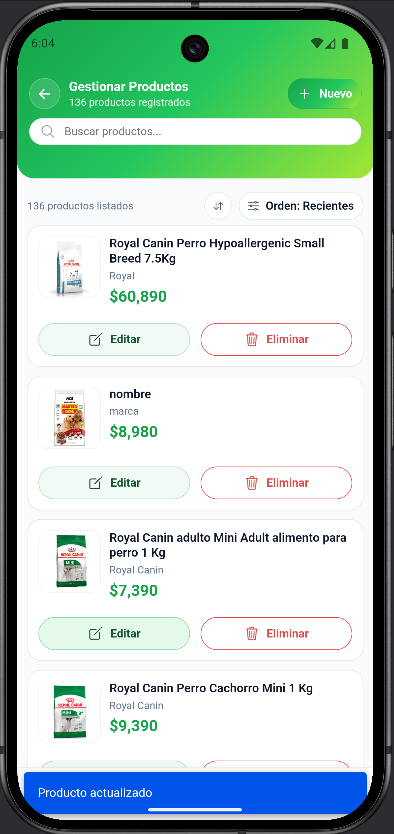 6:04
Gestionar Productos
136 productos registrados
Nuevo
Buscar productos...
136 productos listados
Orden: Recientes
Royal Canin Perro Hypoallergenic Small
Breed 7.5Kg
Royal
$60,890
Editar
Eliminar
nombre
marca
$8,980
Editar
Eliminar
Royal Canin adulto Mini Adult alimento para
perro 1 Kg
Royal Canin
$7,390
Editar
Eliminar
Royal Canin Perro Cachorro Mini 1 Kg
Royal Canin
$9,390
Producto actualizado